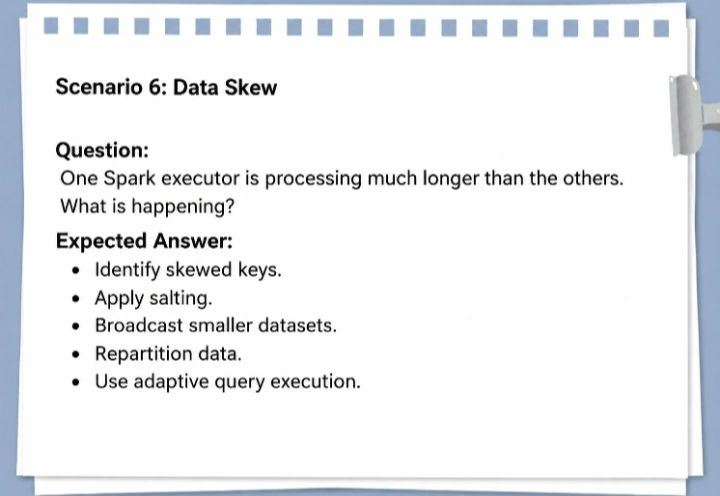 Scenario 6: Data Skew
Question:
One Spark executor is processing much longer than the others.
What is happening?
Expected Answer:
• Identify skewed keys.
• Apply salting.
• Broadcast smaller datasets.
• Repartition data.
• Use adaptive query execution.